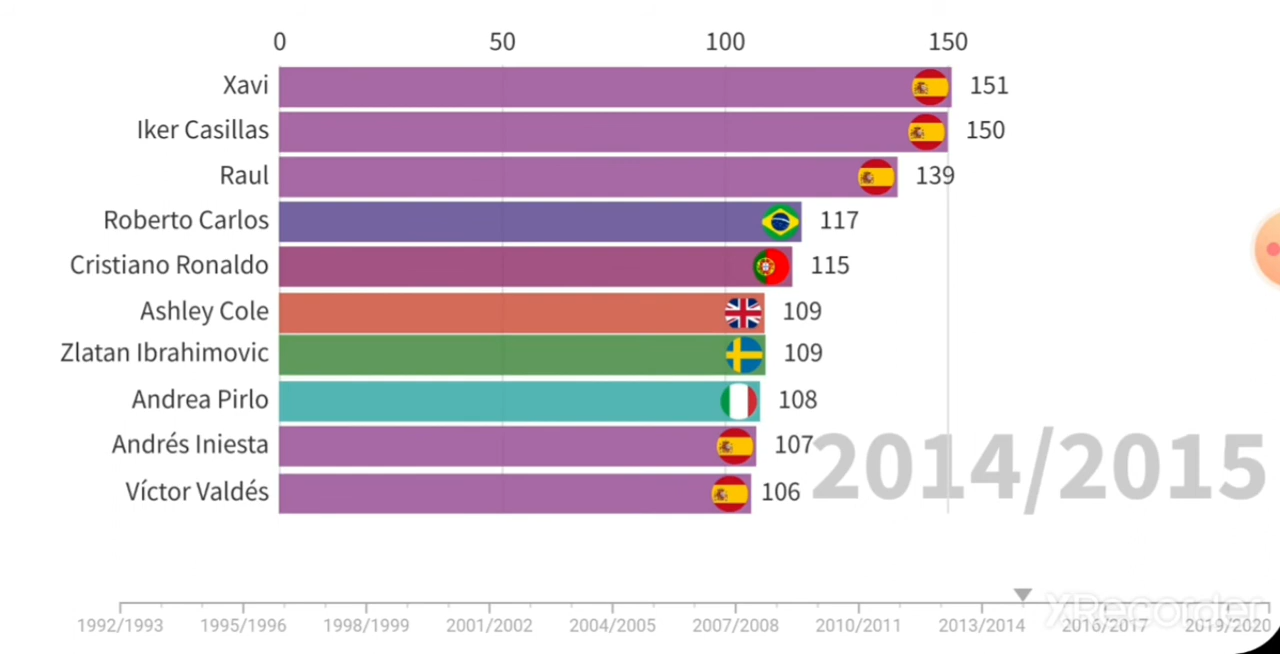 0 50 100 150
Xavi 151
Iker Casillas 150
Raul 139
Roberto Carlos 117
Cristiano Ronaldo 115
Ashley Cole 109
Zlatan Ibrahimovic 109
Andrea Pirlo 108
Andrés Iniesta 107
Víctor Valdés 106
2014/2015
XRecorder
1992/1993 1995/1996 1998/1999 2001/2002 2004/2005 2007/2008 2010/2011 2013/2014 2016/2017 2019/2020